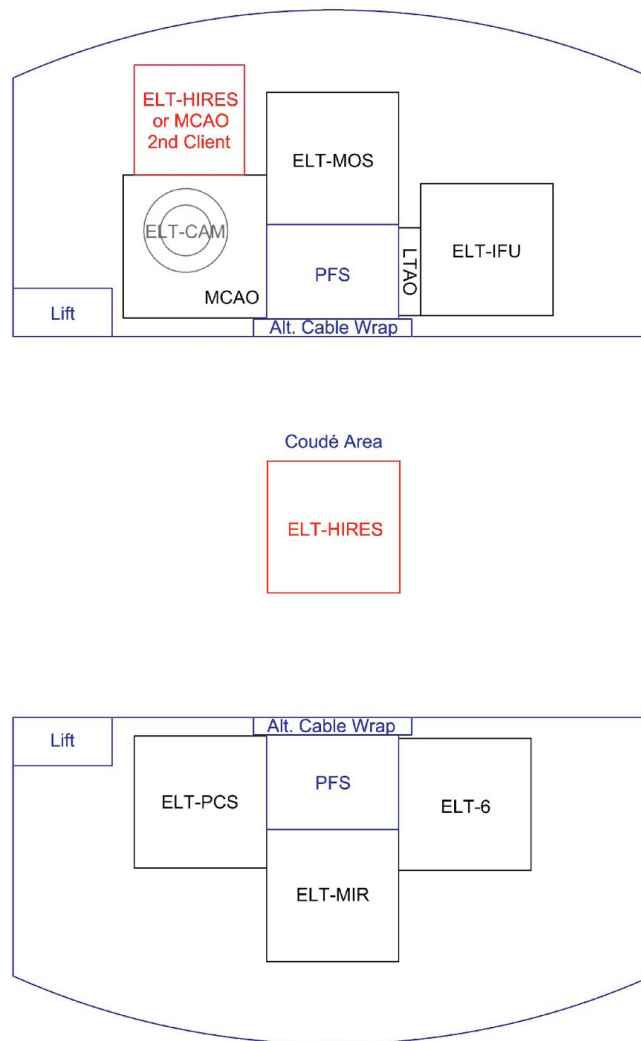 ELT-HIRES
or MCAO
2nd Client
ELT-MOS
ELT-CAM
LTAO
ELT-IFU
PFS
MCAO
Lift
Alt. Cable Wrap
Coudé Area
ELT-HIRES
Alt. Cable Wrap
Lift
PFS
ELT-PCS
ELT-6
ELT-MIR